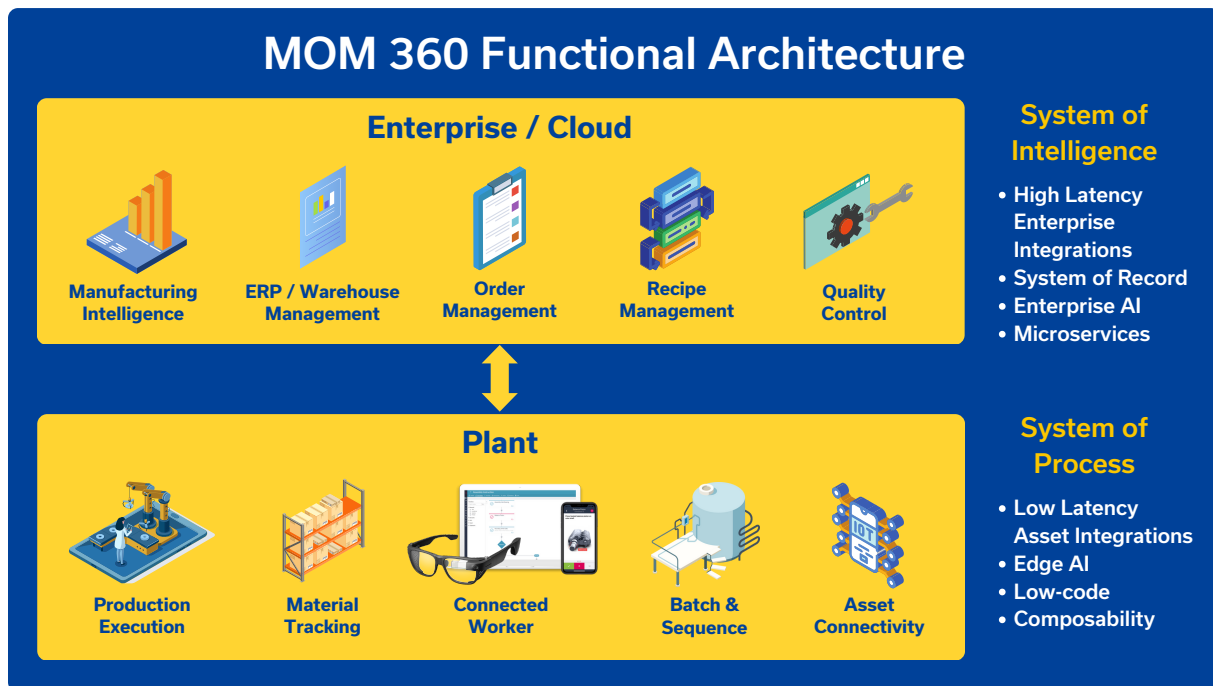 MOM 360 Functional Architecture
Enterprise / Cloud
Manufacturing
Intelligence
ERP / Warehouse
Management
Order
Management
Recipe
Management
Quality
Control
System of
Intelligence
• High Latency
Enterprise
Integrations
• System of Record
• Enterprise AI
• Microservices
Plant
IOT
Production
Execution
Material
Tracking
Connected
Worker
Batch &
Sequence
Asset
Connectivity
System of
Process
• Low Latency
Asset Integrations
• Edge AI
• Low-code
• Composability